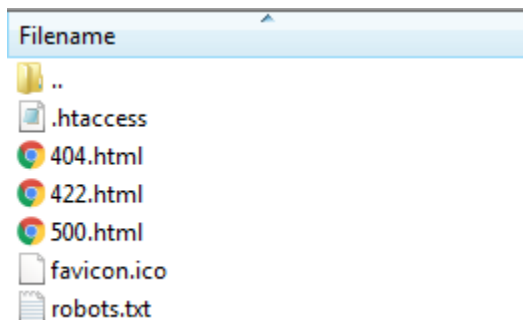 Filename
..
.htaccess
404.html
422.html
500.html
favicon.ico
robots.txt